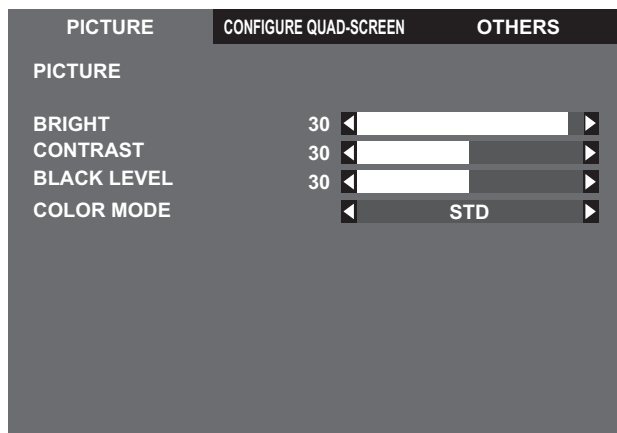 PICTURE CONFIGURE QUAD-SCREEN OTHERS
PICTURE
BRIGHT 30
CONTRAST 30
BLACK LEVEL 30
COLOR MODE STD